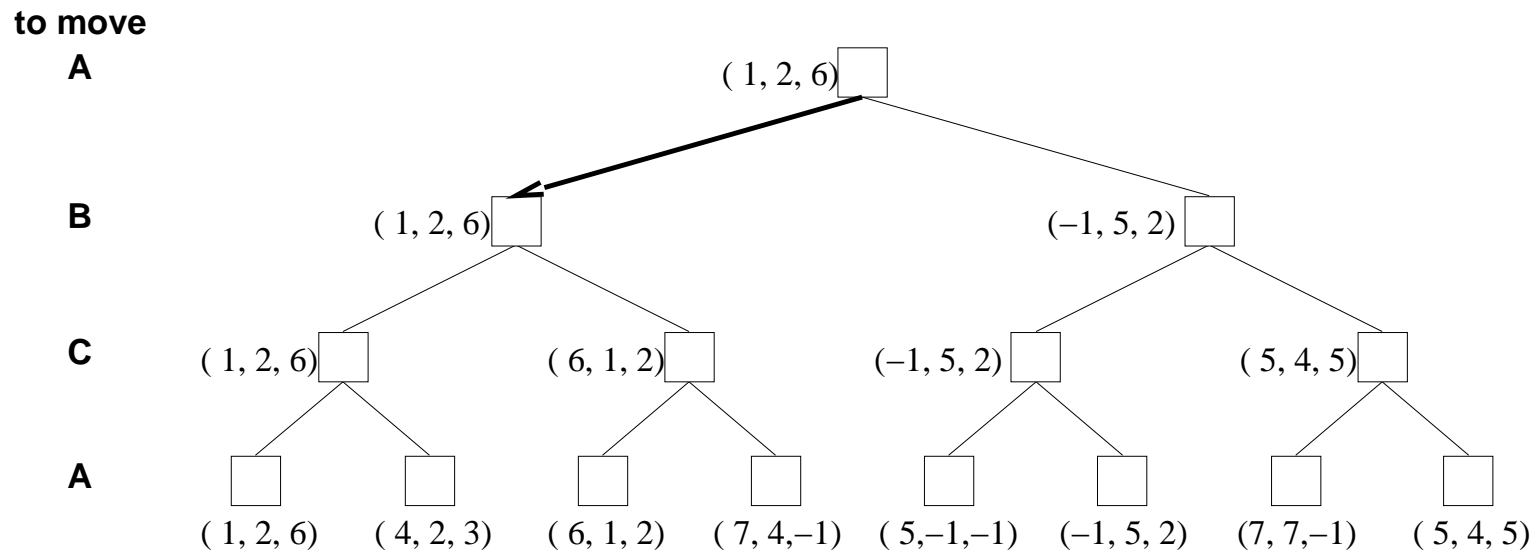 to move
A ( 1, 2, 6)
B ( 1, 2, 6) (–1, 5, 2)
C ( 1, 2, 6) ( 6, 1, 2) (–1, 5, 2) ( 5, 4, 5)
A
( 1, 2, 6) ( 4, 2, 3) ( 6, 1, 2) ( 7, 4,–1) ( 5,–1,–1) (–1, 5, 2) (7, 7,–1) ( 5, 4, 5)